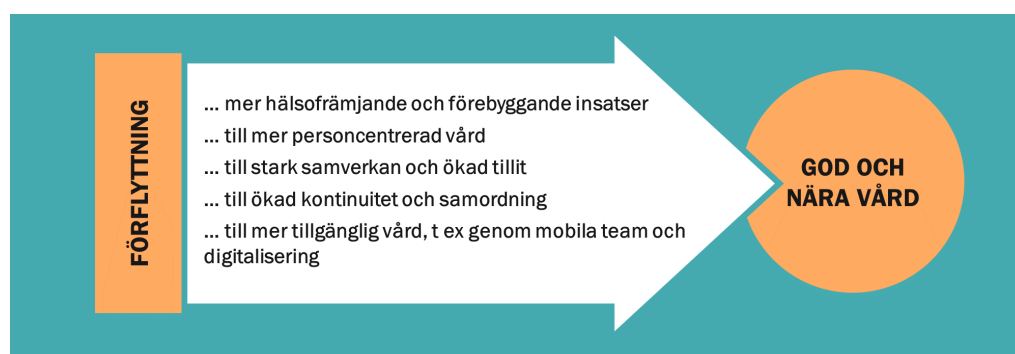 FÖRFLYTTNING
... mer hälsofrämjande och förebyggande insatser
... till mer personcentrerad vård
... till stark samverkan och ökad tillit
... till ökad kontinuitet och samordning
... till mer tillgänglig vård, t ex genom mobila team och
digitalisering
GOD OCH
NÄRA VÅRD